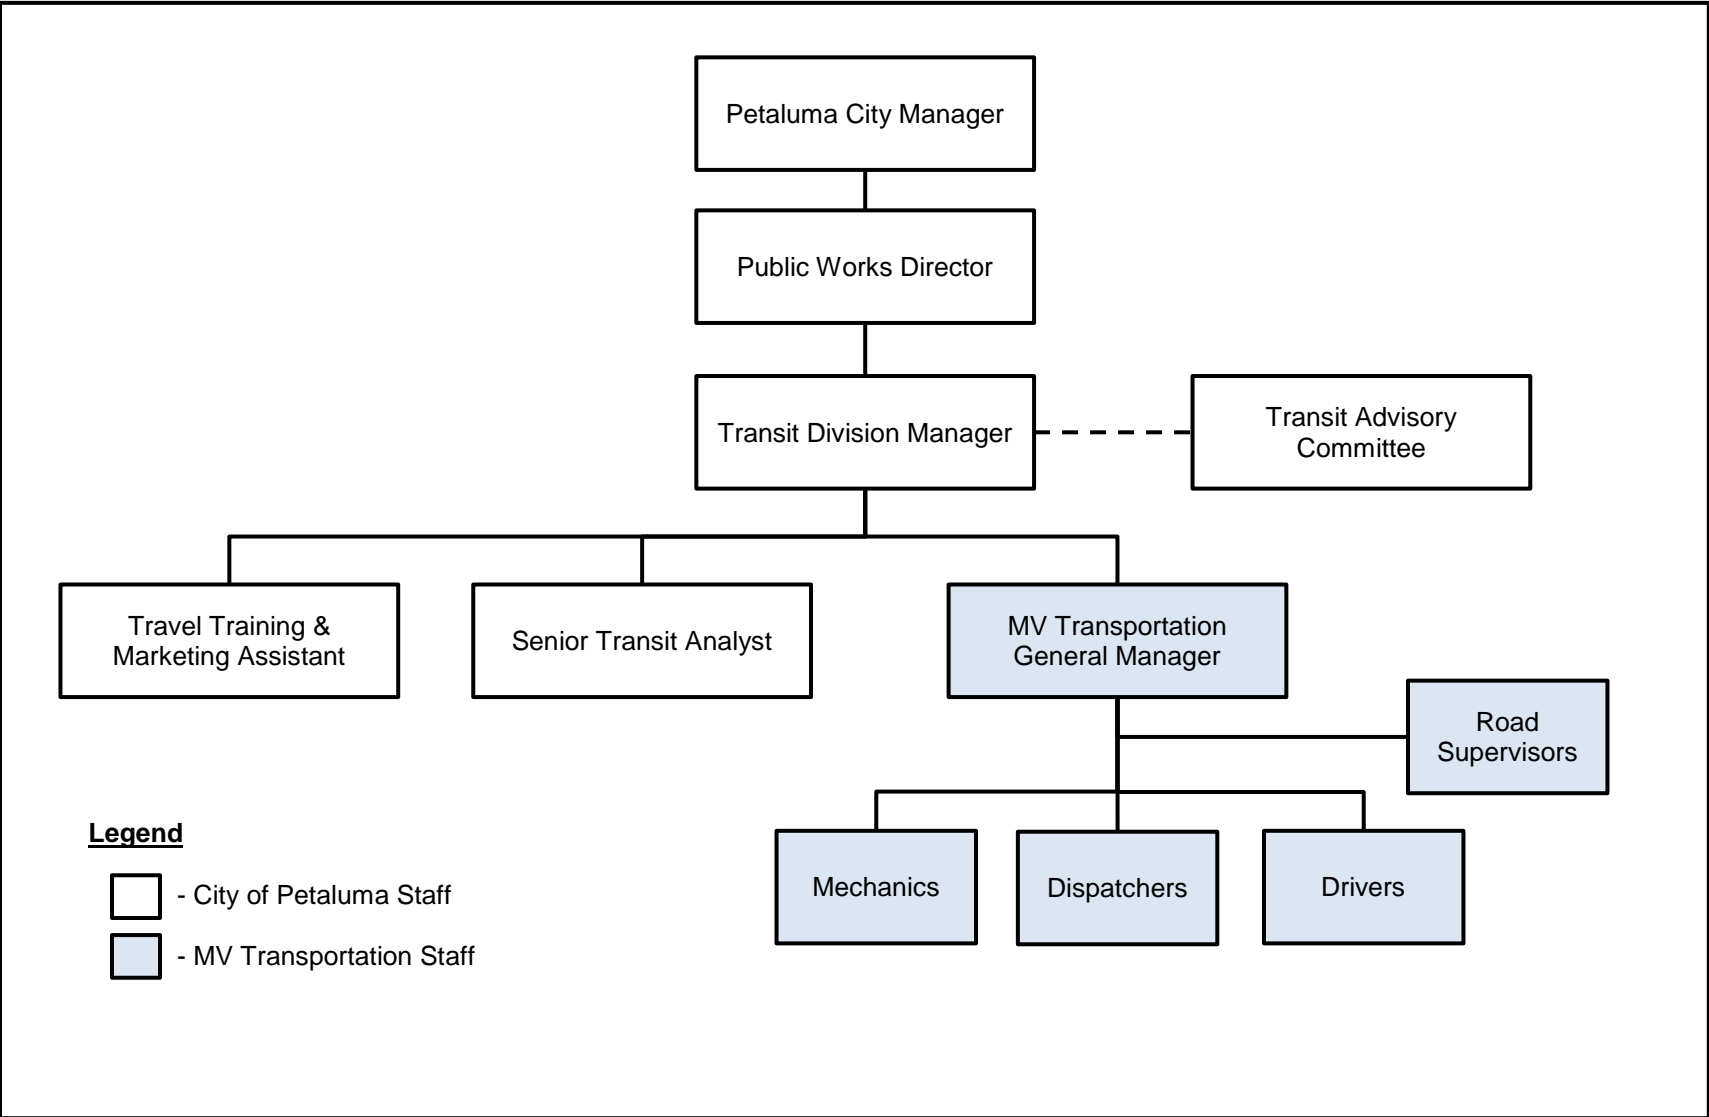 Petaluma City Manager
Public Works Director
Transit Division Manager
Transit Advisory
Committee
Travel Training &
Marketing Assistant
Senior Transit Analyst
MV Transportation
General Manager
Road
Supervisors
Mechanics
Dispatchers
Drivers
Legend
- City of Petaluma Staff
- MV Transportation Staff